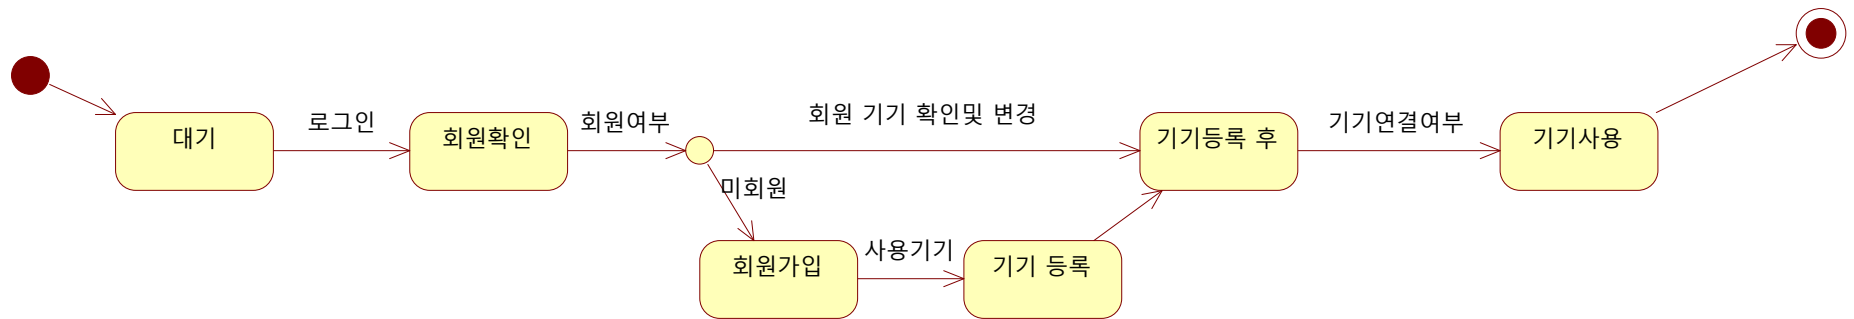 대기
로그인
회원확인
회원여부
회원 기기 확인및 변경
기기등록 후
기기연결여부
기기사용
미회원
회원가입
사용기기
기기 등록